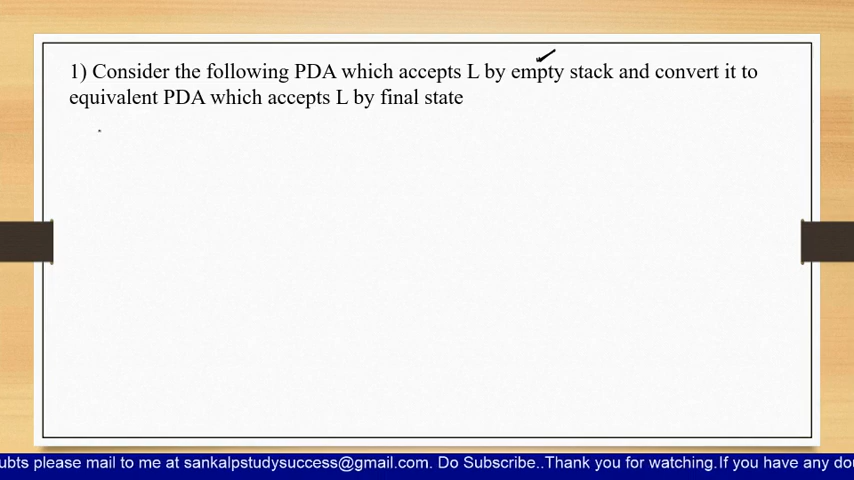 1) Consider the following PDA which accepts L by empty stack and convert it to
equivalent PDA which accepts L by final state
ubts please mail to me at sankalpstudysuccess@gmail.com. Do Subscribe..Thank you for watching.If you have any dou